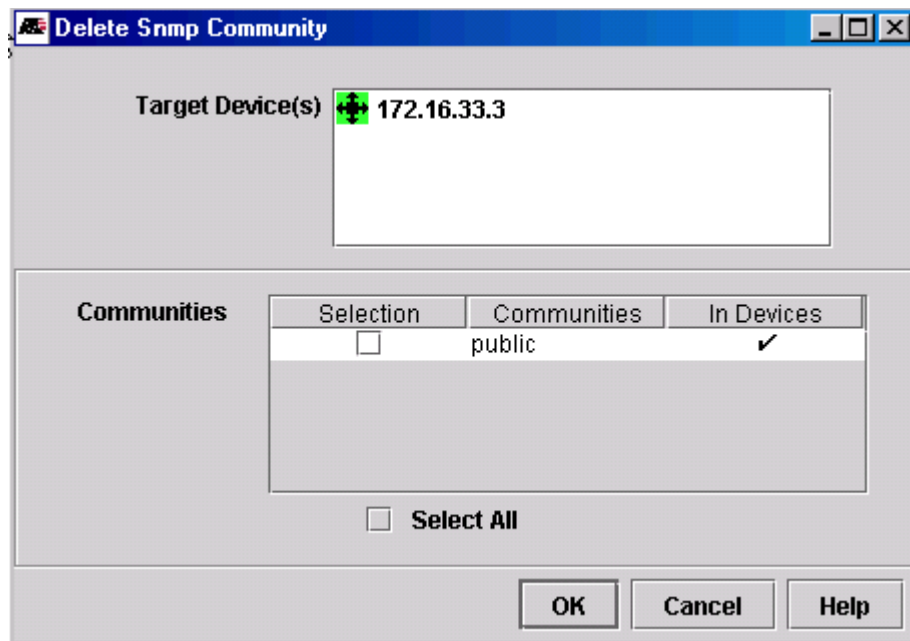 Delete Snmp Community
Target Device(s) 172.16.33.3
Communities
Selection Communities In Devices
public ✔
Select All
OK Cancel Help